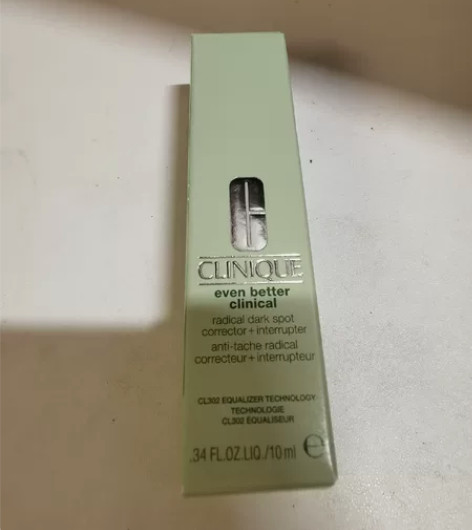 CLINIQUE
even better
clinical
radical dark spot
corrector + interrupter
anti-tache radical
correcteur + interrupteur
CL302 EQUALIZER TECHNOLOGY
TECHNOLOGIE
CL302 ÉQUALISEUR
.34 FL.OZ.LIQ./10 ml ℮